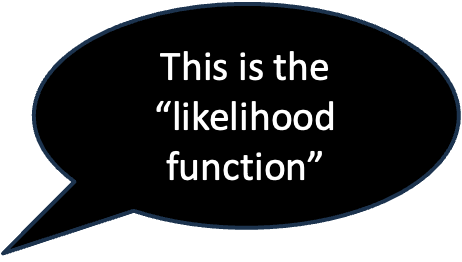 This is the
“likelihood
function”